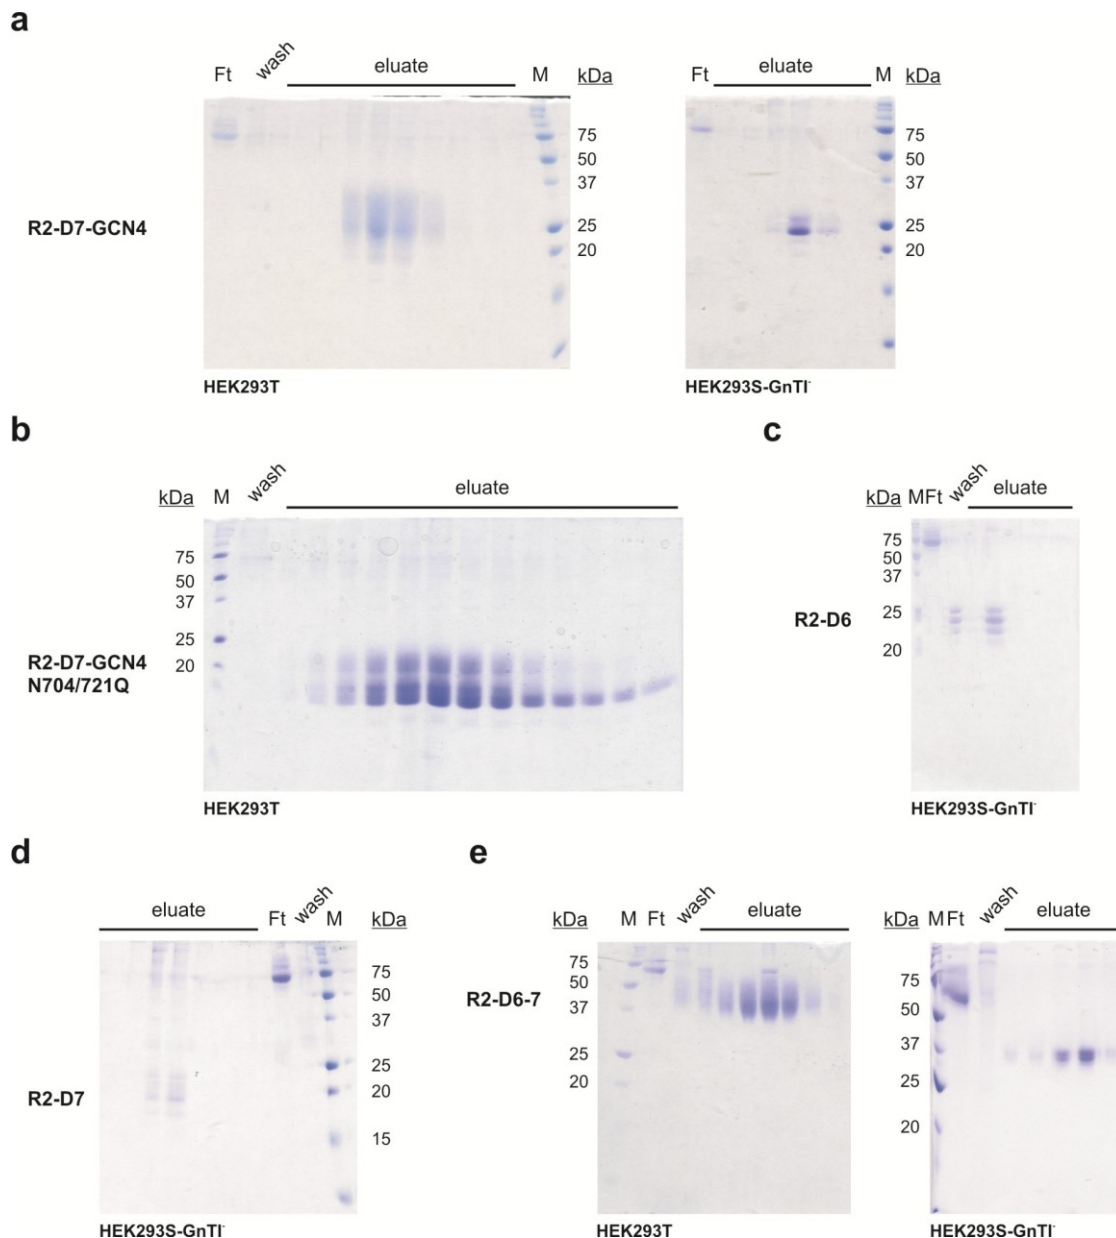 a
Ft wash eluate M kDa
75
50
37
25
20
R2-D7-GCN4
HEK293T
Ft eluate M kDa
75
50
37
25
20
HEK293S-GnTI-
b
kDa M wash eluate
75
50
37
25
20
R2-D7-GCN4
N704/721Q
HEK293T
c
kDa M Ft wash eluate
75
50
37
25
20
R2-D6
HEK293S-GnTI-
d
eluate Ft wash M kDa
75
50
37
25
20
15
R2-D7
HEK293S-GnTI-
e
M Ft wash eluate
kDa
75
50
37
25
20
R2-D6-7
HEK293T
kDa M Ft wash eluate
75
50
37
25
20
HEK293S-GnTI-